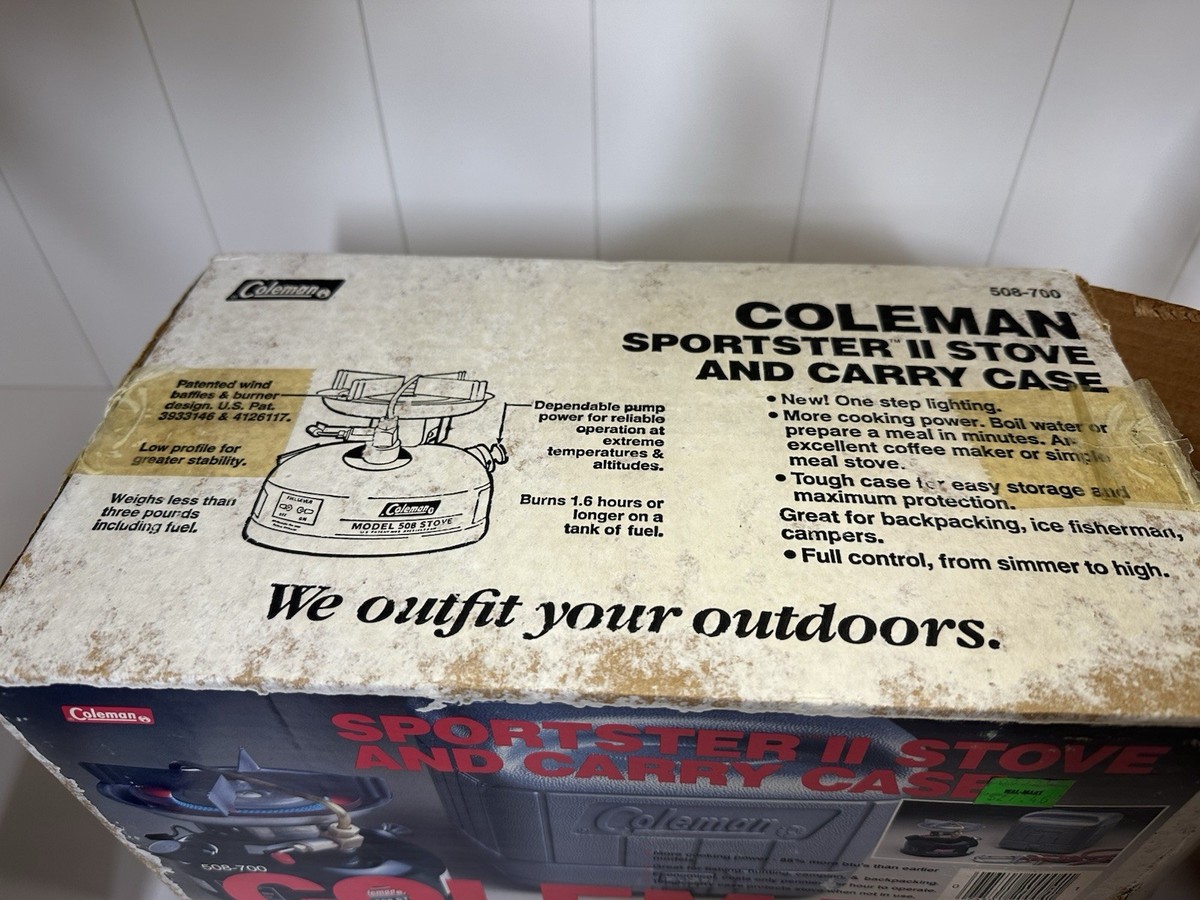 Coleman
508-700
COLEMAN
SPORTSTER™ II STOVE
AND CARRY CASE
Patented wind
baffles & burner
design. U.S. Pat.
3933146 & 4126117.
Low profile for
greater stability.
Weighs less than
three pounds
including fuel.
Coleman
MODEL 508 STOVE
Dependable pump
power for reliable
operation at
extreme
temperatures &
altitudes.
Burns 1.6 hours or
longer on a
tank of fuel.
• New! One step lighting.
• More cooking power. Boil water or
prepare a meal in minutes. An
excellent coffee maker or simple
meal stove.
• Tough case for easy storage and
maximum protection.
Great for backpacking, ice fisherman,
campers.
• Full control, from simmer to high.
We outfit your outdoors.
Coleman
SPORTSTER II STOVE
AND CARRY CASE
WAL-MART
Coleman
508-700